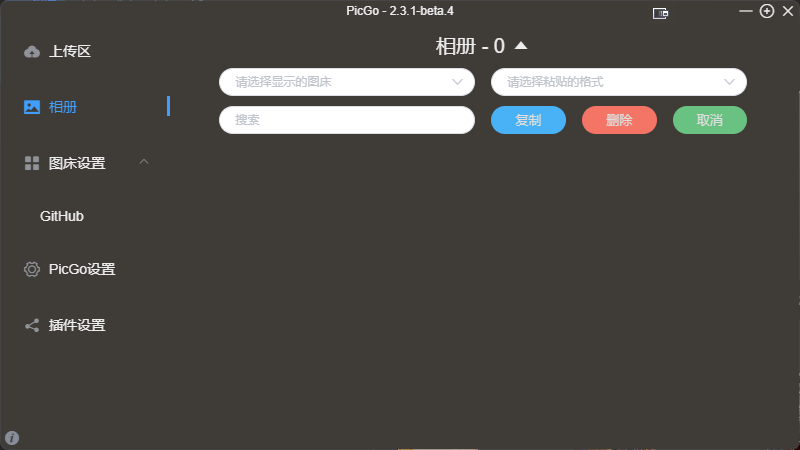 PicGo - 2.3.1-beta.4
上传区
相册
图床设置
GitHub
PicGo设置
插件设置
相册 - 0
请选择显示的图床
请选择粘贴的格式
搜索
复制
删除
取消